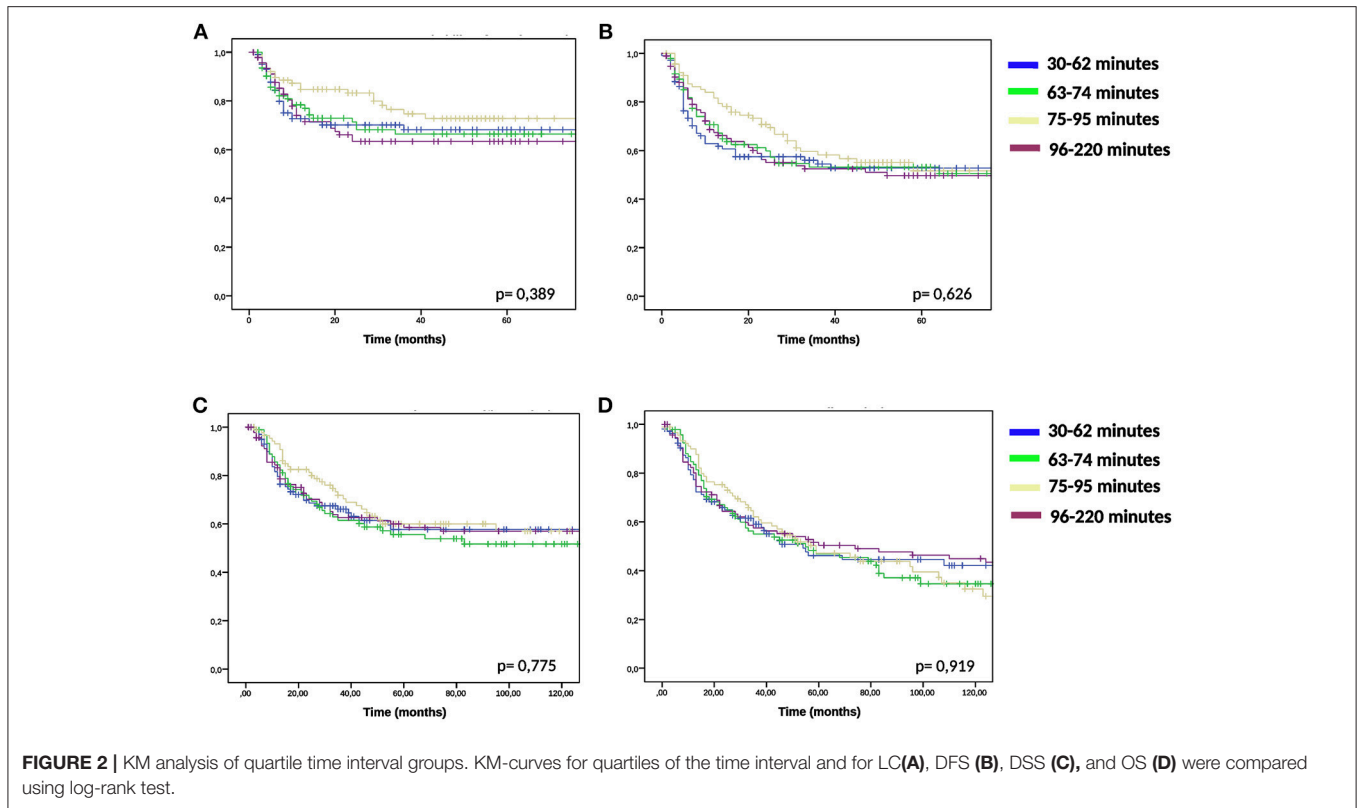 A
1,0
0,8
0,6
0,4
0,2
0,0
p= 0,389
0 20 40 60
Time (months)
B
1,0
0,8
0,6
0,4
0,2
0,0
p= 0,626
0 20 40 60
Time (months)
30-62 minutes
63-74 minutes
75-95 minutes
96-220 minutes
C
1,0
0,8
0,6
0,4
0,2
0,0
p= 0,775
,00 20,00 40,00 60,00 80,00 100,00 120,00
Time (months)
D
1,0
0,8
0,6
0,4
0,2
0,0
p= 0,919
,00 20,00 40,00 60,00 80,00 100,00 120,00
Time (months)
30-62 minutes
63-74 minutes
75-95 minutes
96-220 minutes
FIGURE 2 | KM analysis of quartile time interval groups. KM-curves for quartiles of the time interval and for LC(A), DFS (B), DSS (C), and OS (D) were compared
using log-rank test.